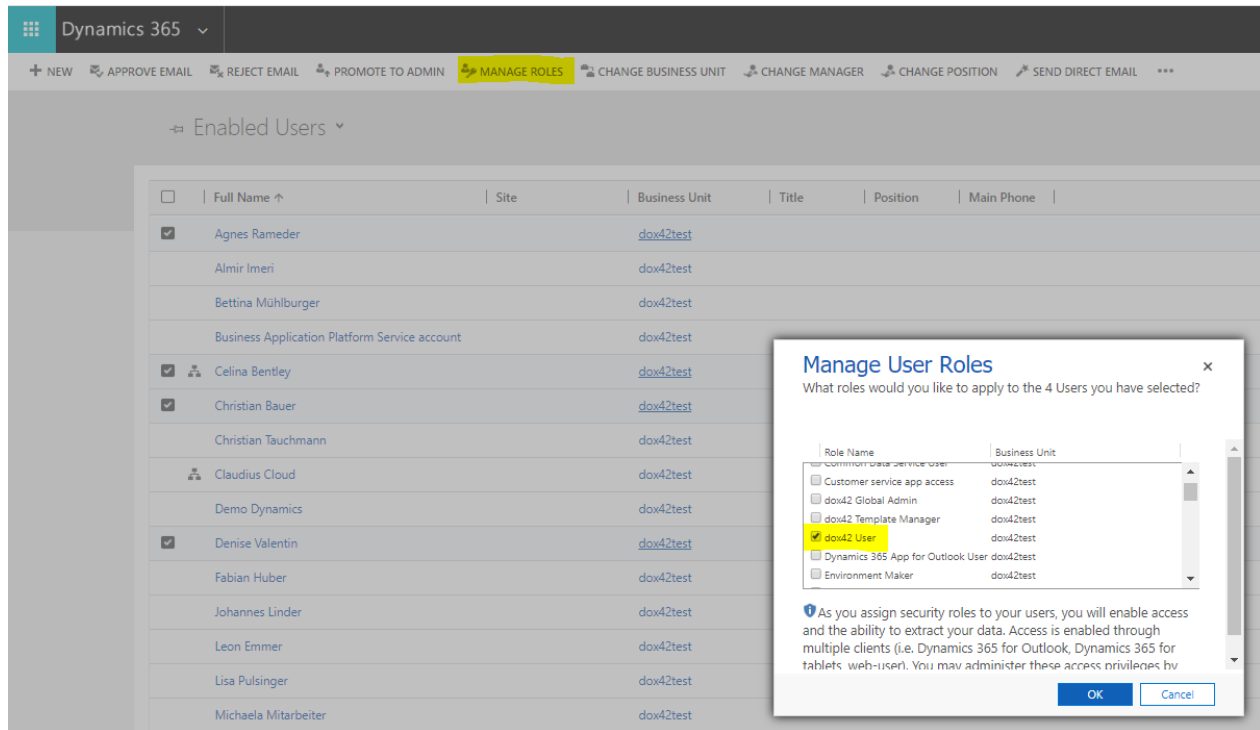 Dynamics 365
NEW APPROVE EMAIL REJECT EMAIL PROMOTE TO ADMIN MANAGE ROLES CHANGE BUSINESS UNIT CHANGE MANAGER CHANGE POSITION SEND DIRECT EMAIL
Enabled Users
Full Name Site Business Unit Title Position Main Phone
Agnes Rameder dox42test
Almir Imeri dox42test
Bettina Mühlburger dox42test
Business Application Platform Service account dox42test
Celina Bentley dox42test
Christian Bauer dox42test
Christian Tauchmann dox42test
Claudius Cloud dox42test
Demo Dynamics dox42test
Denise Valentin dox42test
Fabian Huber dox42test
Johannes Linder dox42test
Leon Emmer dox42test
Lisa Pulsinger dox42test
Michaela Mitarbeiter dox42test
Manage User Roles
What roles would you like to apply to the 4 Users you have selected?
Role Name Business Unit
Common Data Service User dox42test
Customer service app access dox42test
dox42 Global Admin dox42test
dox42 Template Manager dox42test
dox42 User dox42test
Dynamics 365 App for Outlook User dox42test
Environment Maker dox42test
As you assign security roles to your users, you will enable access
and the ability to extract your data. Access is enabled through
multiple clients (i.e. Dynamics 365 for Outlook, Dynamics 365 for
tablets, web-user). You may administer these access privileges by
OK Cancel